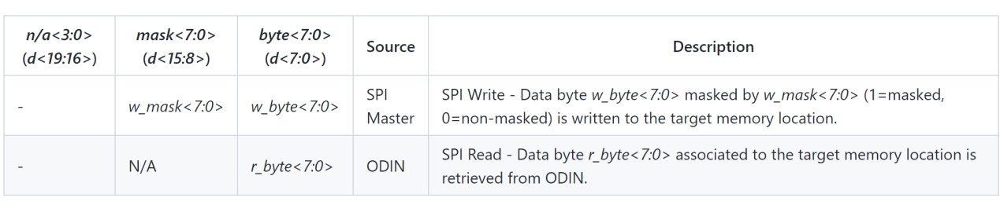 n/a<3:0> mask<7:0> byte<7:0> Source Description
(d<19:16>) (d<15:8>) (d<7:0>)
- w_mask<7:0> w_byte<7:0> SPI Master SPI Write - Data byte w_byte<7:0> masked by w_mask<7:0> (1=masked,
0=non-masked) is written to the target memory location.
- N/A r_byte<7:0> ODIN SPI Read - Data byte r_byte<7:0> associated to the target memory location is
retrieved from ODIN.